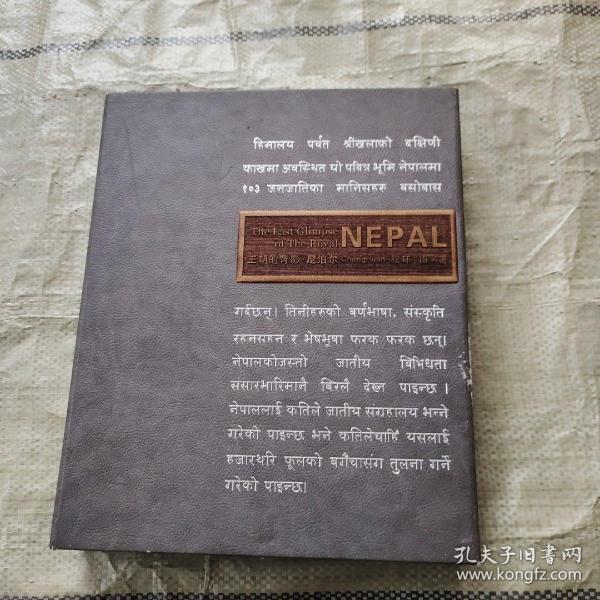 हिमालय पर्वत श्रींखलाको दक्षिणी
काखमा अवस्थित यो पवित्र भूमि नेपालमा
१०३ जनजातिका मानिसहरु बसोबास
The Last Glimpse
of The Royal
NEPAL
王朝的背影·尼泊尔
गर्दछन्। तिनीहरुको बर्णभाषा, संस्कृति
रहनसहन र भेषभूषा फरक फरक छन्।
नेपालकोजस्तो जातीय बिभिधता
संसारभारिमानै बिरलै देख्न पाइन्छ ।
नेपाललाई कतिले जातीय संग्रहालय भन्ने
गरेको पाइन्छ भने कतिलेचाहिँ यसलाई
हजारथरि फूलको बगैंचासंग तुलना गर्ने
गरेको पाइन्छ।
孔夫子旧书网
www.kongfz.com